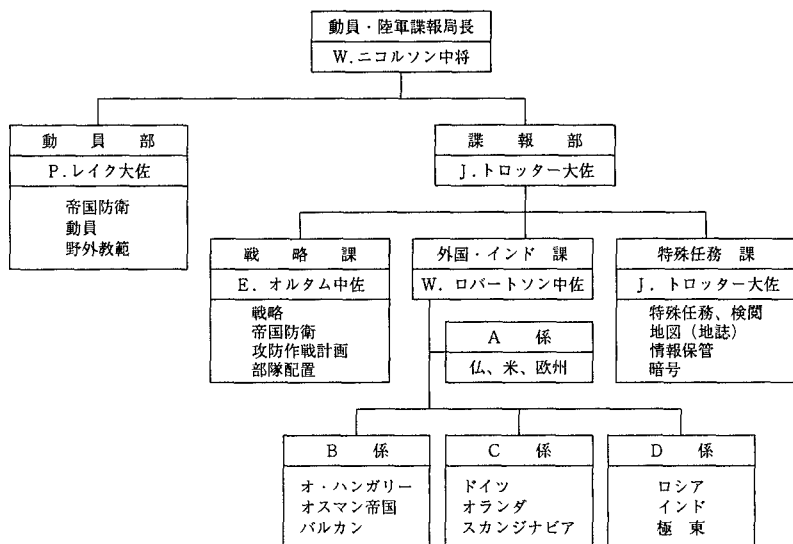 動員・陸軍諜報局長
W.ニコルソン中将
動員部
P.レイク大佐
帝国防衛
動員
野外教範
諜報部
J.トロッター大佐
戦略課
E.オルタム中佐
戦略
帝国防衛
攻防作戦計画
部隊配置
外国・インド課
W.ロバートソン中佐
特殊任務課
J.トロッター大佐
特殊任務、検閲
地図(地誌)
情報保管
暗号
A係
仏、米、欧州
B係
オ・ハンガリー
オスマン帝国
バルカン
C係
ドイツ
オランダ
スカンジナビア
D係
ロシア
インド
極東